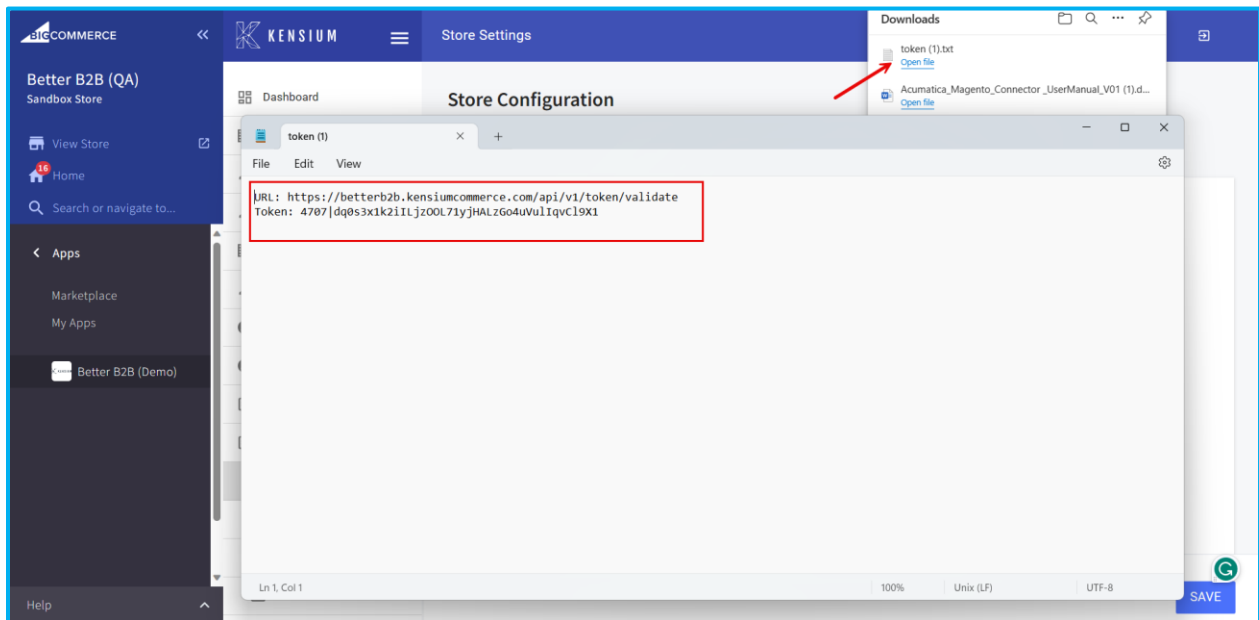 BIGCOMMERCE
Better B2B (QA)
Sandbox Store
View Store
16
Home
Search or navigate to...
Apps
Marketplace
My Apps
Better B2B (Demo)
Help
KENSIUM
Store Settings
Dashboard
Store Configuration
Downloads
token (1).txt
Open file
Acumatica_Magento_Connector _UserManual_V01 (1).d...
Open file
token (1)
File Edit View
URL: https://betterb2b.kensiumcommerce.com/api/v1/token/validate
Token: 4707|dq0s3x1k2iILjzOOL71yjHALzGo4uVulIqvCl9X1
Ln 1, Col 1
100%
Unix (LF)
UTF-8
SAVE